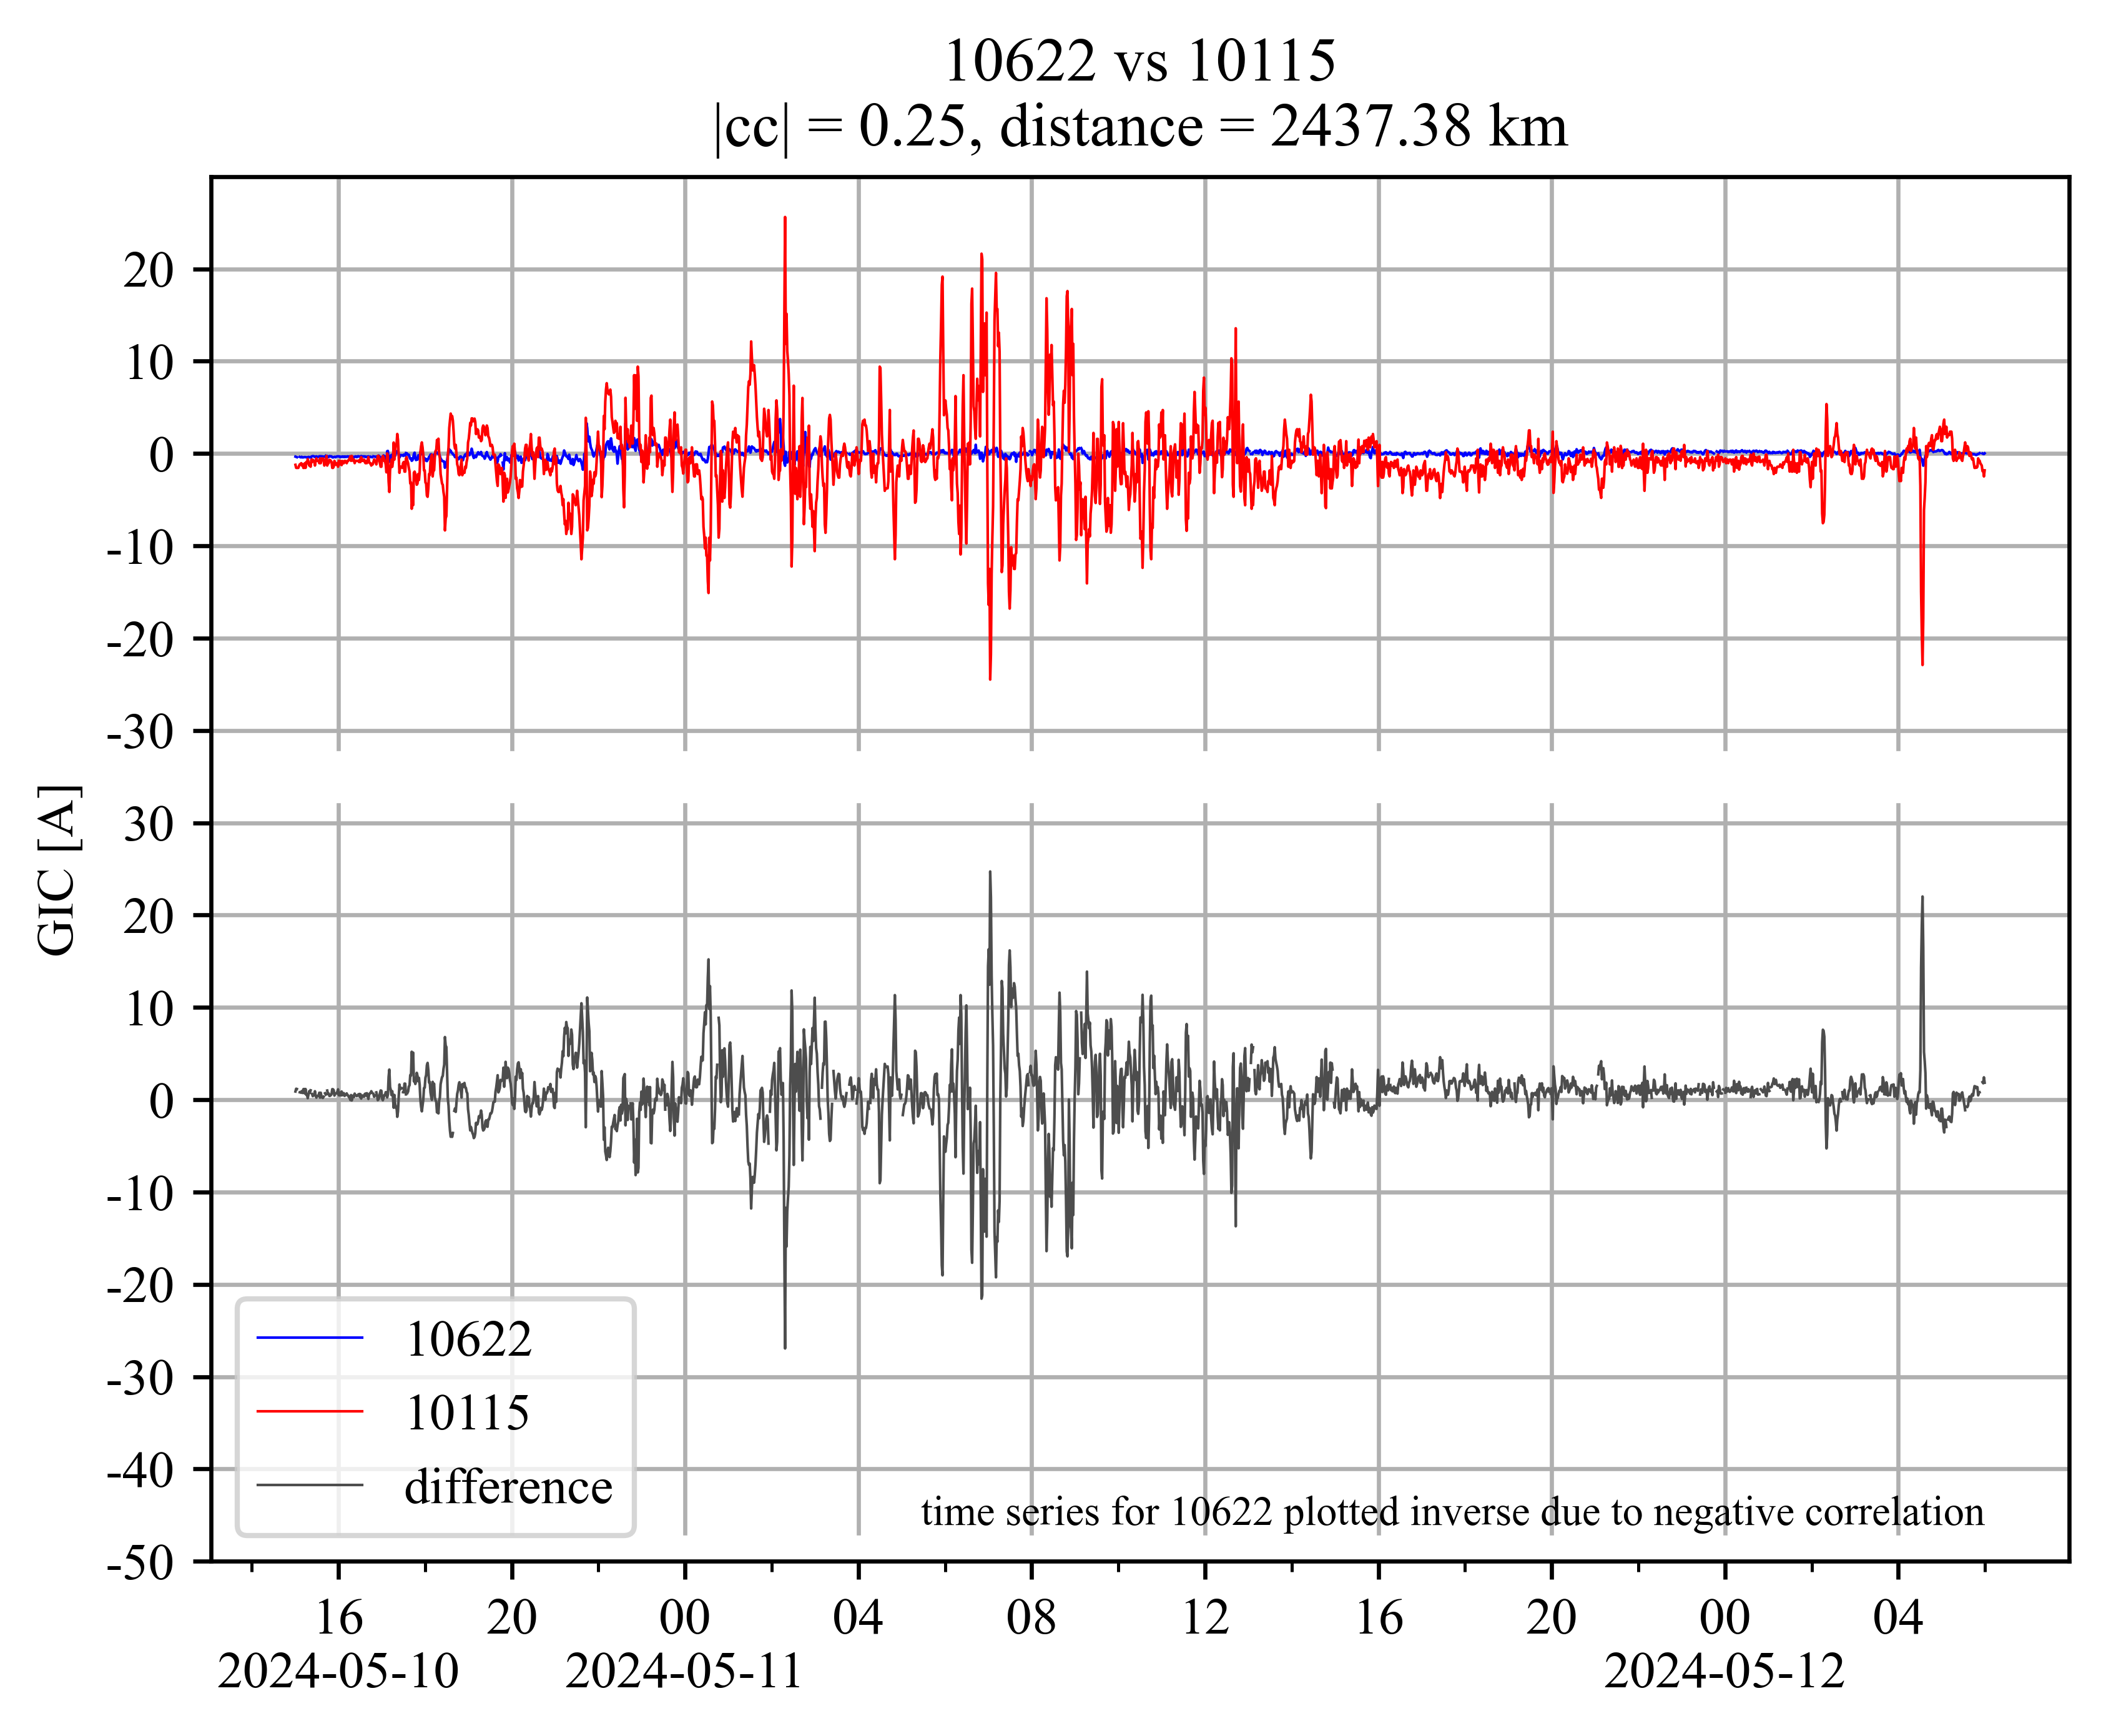 10622 vs 10115
|cc| = 0.25, distance = 2437.38 km
20
10
0
-10
-20
-30
30
20
10
0
-10
-20
-30
-40
-50
GIC [A]
10622
10115
difference
time series for 10622 plotted inverse due to negative correlation
16 20 00 04 08 12 16 20 00 04
2024-05-10 2024-05-11 2024-05-12